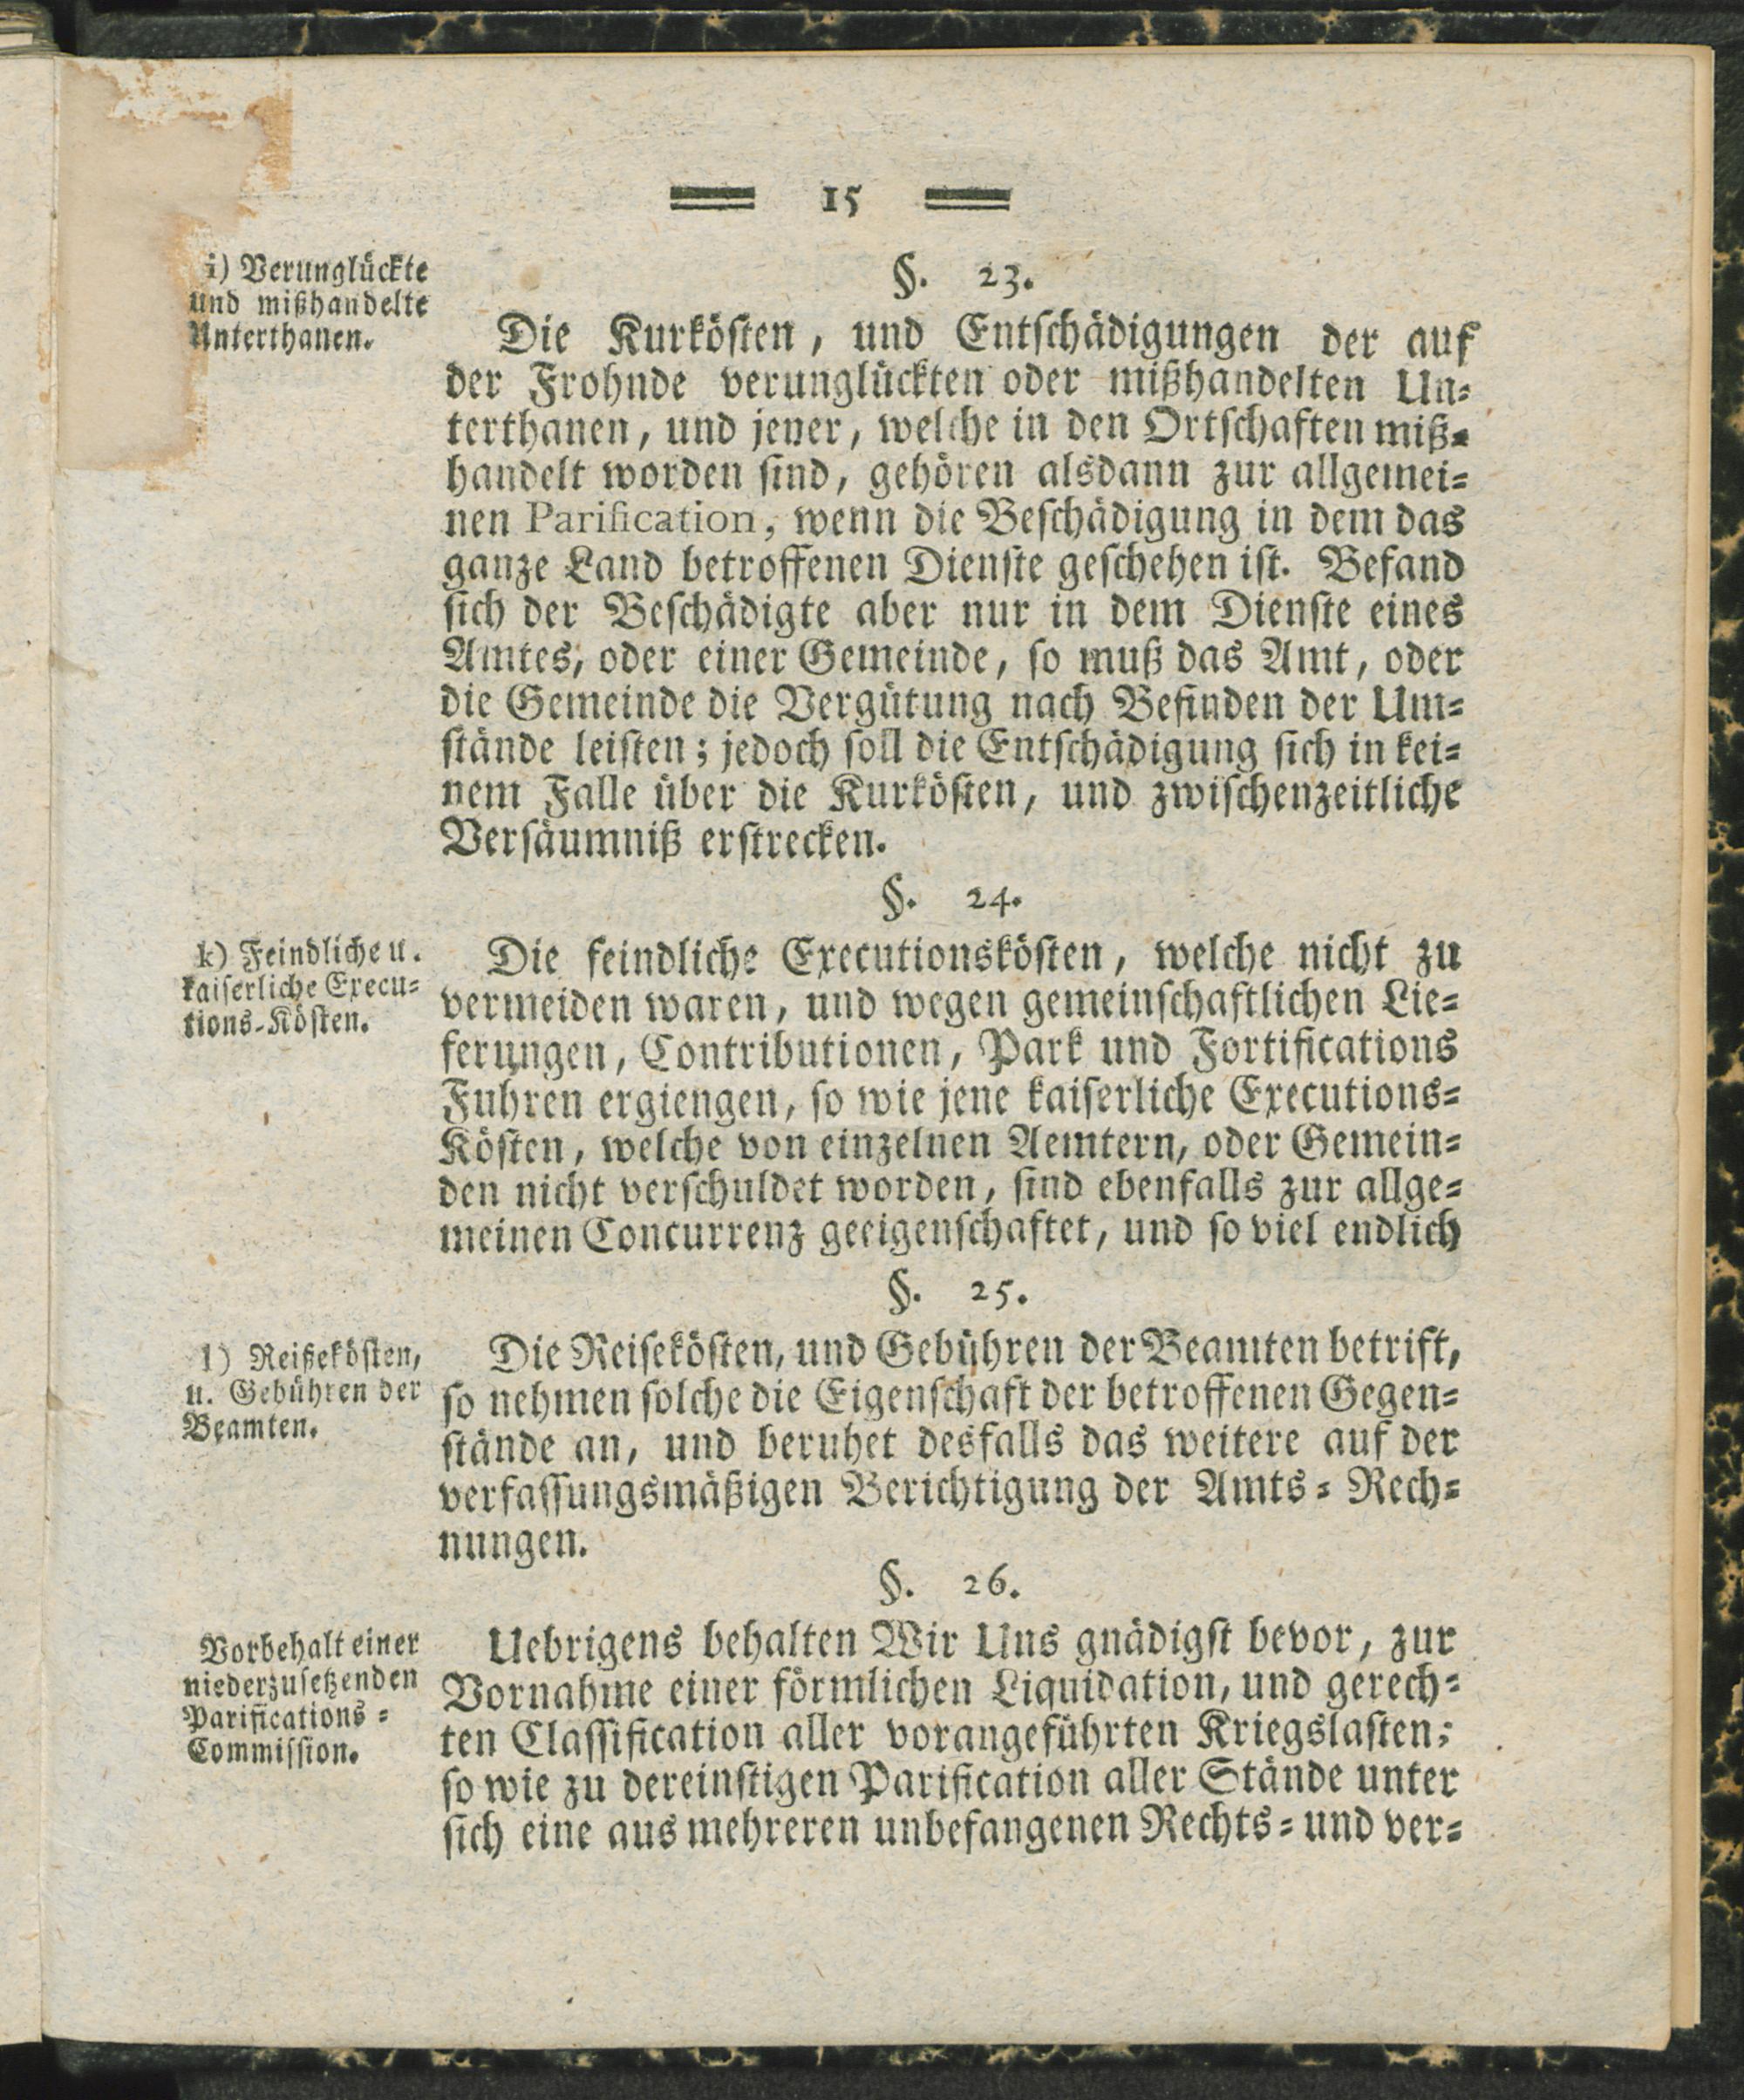 15
i) Verunglückte
und mißhandelte
Unterthanen.
§. 23.
Die Kurkösten, und Entschädigungen der auf
der Frohnde verunglückten oder mißhandelten Un-
terthanen, und jener, welche in den Ortschaften miß-
handelt worden sind, gehören alsdann zur allgemei-
nen Parification, wenn die Beschädigung in dem das
ganze Land betroffenen Dienste geschehen ist. Befand
sich der Beschädigte aber nur in dem Dienste eines
Amtes, oder einer Gemeinde, so muß das Amt, oder
die Gemeinde die Vergütung nach Befinden der Um-
stände leisten; jedoch soll die Entschädigung sich in kei-
nem Falle über die Kurkösten, und zwischenzeitliche
Versäumniß erstrecken.
§. 24.
k) Feindliche u.
kaiserliche Execu-
tions-Kösten.
Die feindliche Executionskösten, welche nicht zu
vermeiden waren, und wegen gemeinschaftlichen Lie-
ferungen, Contributionen, Park und Fortifications
Fuhren ergiengen, so wie jene kaiserliche Executions-
Kösten, welche von einzelnen Aemtern, oder Gemein-
den nicht verschuldet worden, sind ebenfalls zur allge-
meinen Concurrenz geeigenschaftet, und so viel endlich
§. 25.
l) Reißekösten,
u. Gebühren der
Beamten.
Die Reisekösten, und Gebühren der Beamten betrift,
so nehmen solche die Eigenschaft der betroffenen Gegen-
stände an, und beruhet desfalls das weitere auf der
verfassungsmäßigen Berichtigung der Amts-Rech-
nungen.
§. 26.
Vorbehalt einer
niederzusetzenden
Parifications-
Commission.
Uebrigens behalten Wir Uns gnädigst bevor, zur
Vornahme einer förmlichen Liquidation, und gerech-
ten Classification aller vorangeführten Kriegslasten;
so wie zu dereinstigen Parification aller Stände unter
sich eine aus mehreren unbefangenen Rechts- und ver-